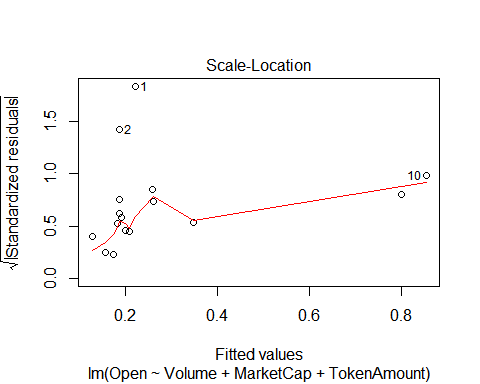 Scale-Location
√|Standardized residuals|
1.5
1.0
0.5
0.0
1
2
10
0.2
0.4
0.6
0.8
Fitted values
lm(Open ~ Volume + MarketCap + TokenAmount)